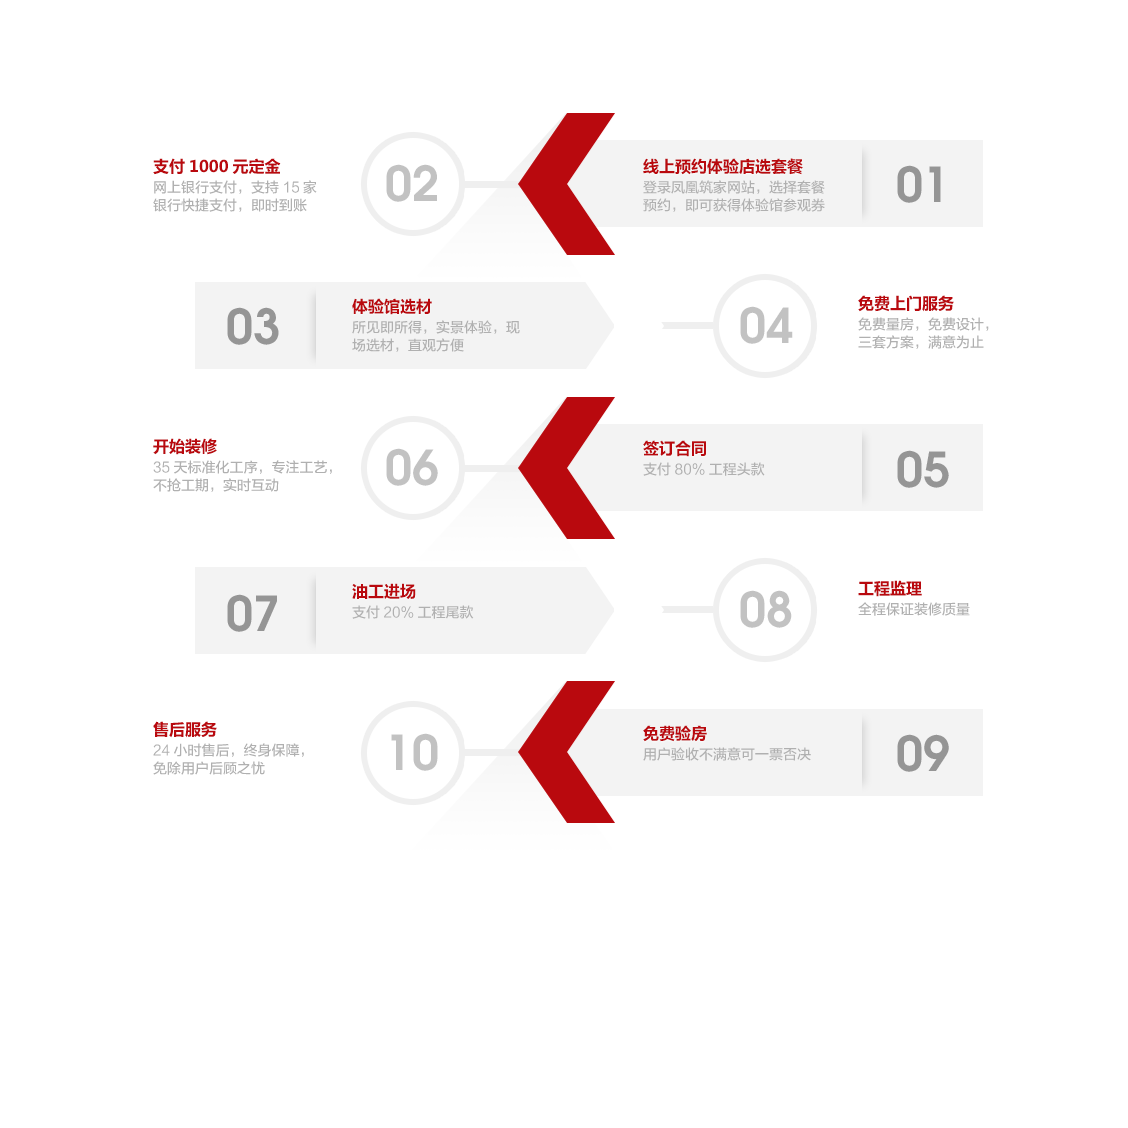 支付 1000 元定金
网上银行支付，支持 15 家
银行快捷支付，即时到账
02
线上预约体验店选套餐
登录凤凰筑家网站，选择套餐
预约，即可获得体验馆参观券
01
03
体验馆选材
所见即所得，实景体验，现
场选材，直观方便
04
免费上门服务
免费量房，免费设计，
三套方案，满意为止
开始装修
35 天标准化工序，专注工艺，
不抢工期，实时互动
06
签订合同
支付 80% 工程头款
05
07
油工进场
支付 20% 工程尾款
08
工程监理
全程保证装修质量
售后服务
24 小时售后，终身保障，
免除用户后顾之忧
10
免费验房
用户验收不满意可一票否决
09